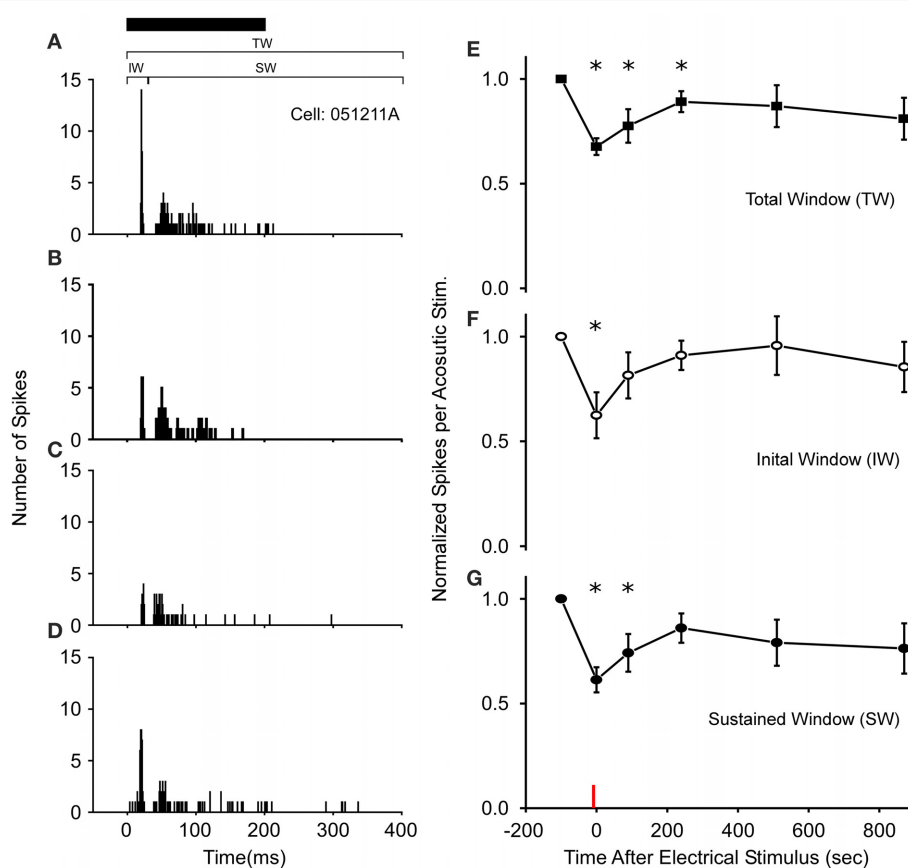 A
TW
IW
SW
15
Cell: 051211A
10
5
0
B
15
10
5
0
C
15
10
5
0
D
15
10
5
0
0 100 200 300 400
Time(ms)
Number of Spikes
E
* * *
1.0
0.5
Total Window (TW)
0.0
F
*
1.0
0.5
Inital Window (IW)
0.0
G
* *
1.0
0.5
Sustained Window (SW)
0.0
-200 0 200 400 600 800
Time After Electrical Stimulus (sec)
Normalized Spikes per Acosutic Stim.